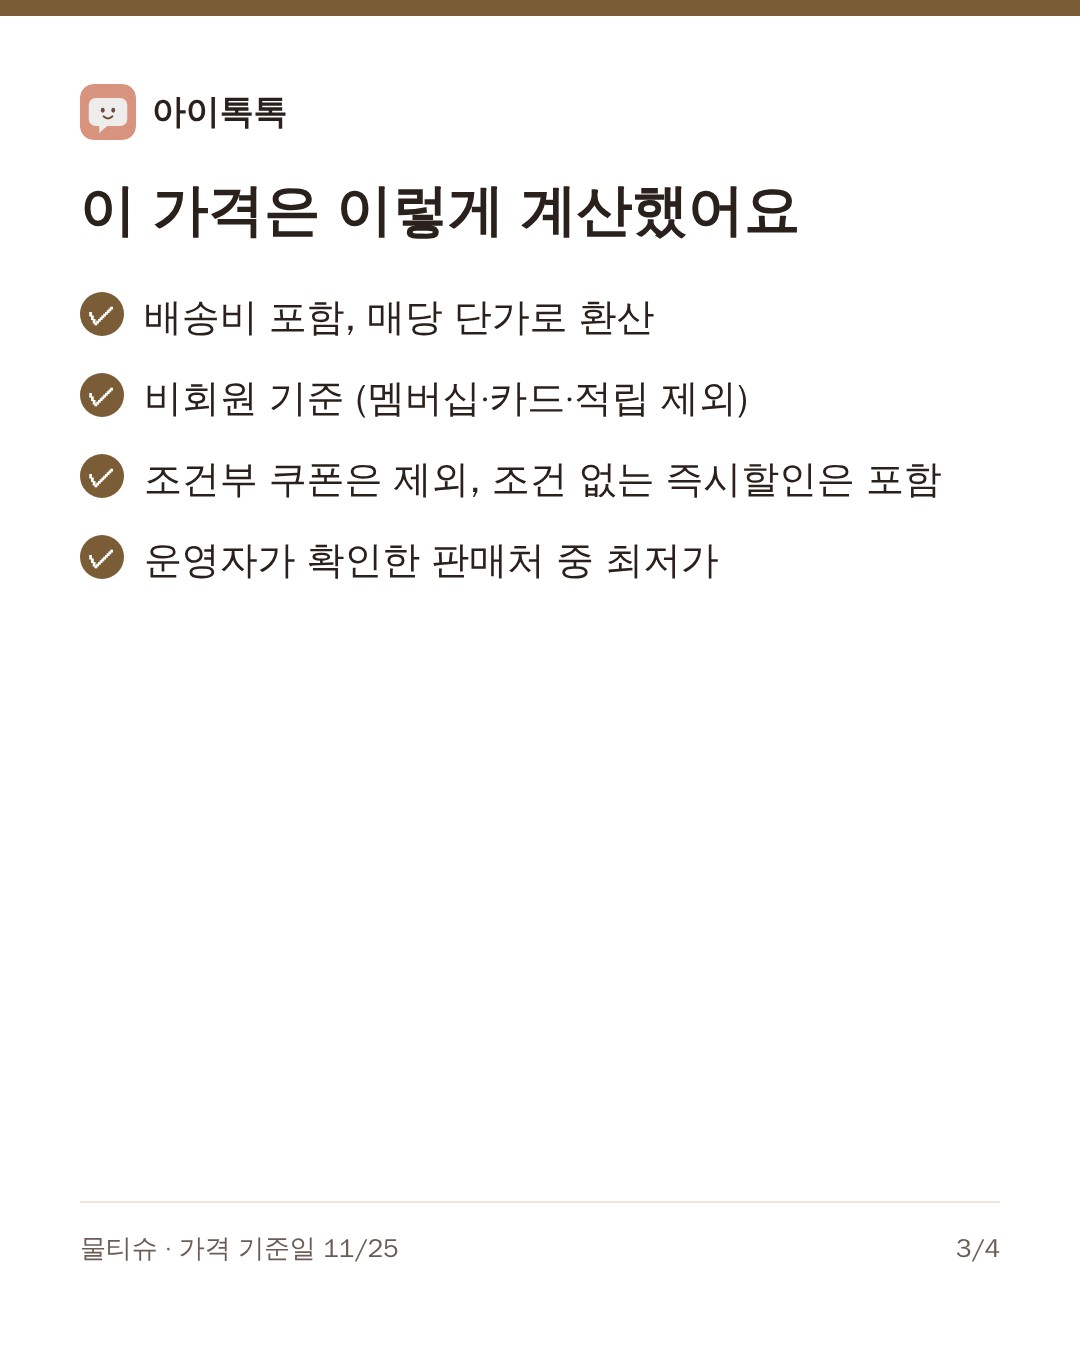 아이톡톡
이 가격은 이렇게 계산했어요
배송비 포함, 매당 단가로 환산
비회원 기준 (멤버십·카드·적립 제외)
조건부 쿠폰은 제외, 조건 없는 즉시할인은 포함
운영자가 확인한 판매처 중 최저가
물티슈 · 가격 기준일 11/25
3/4